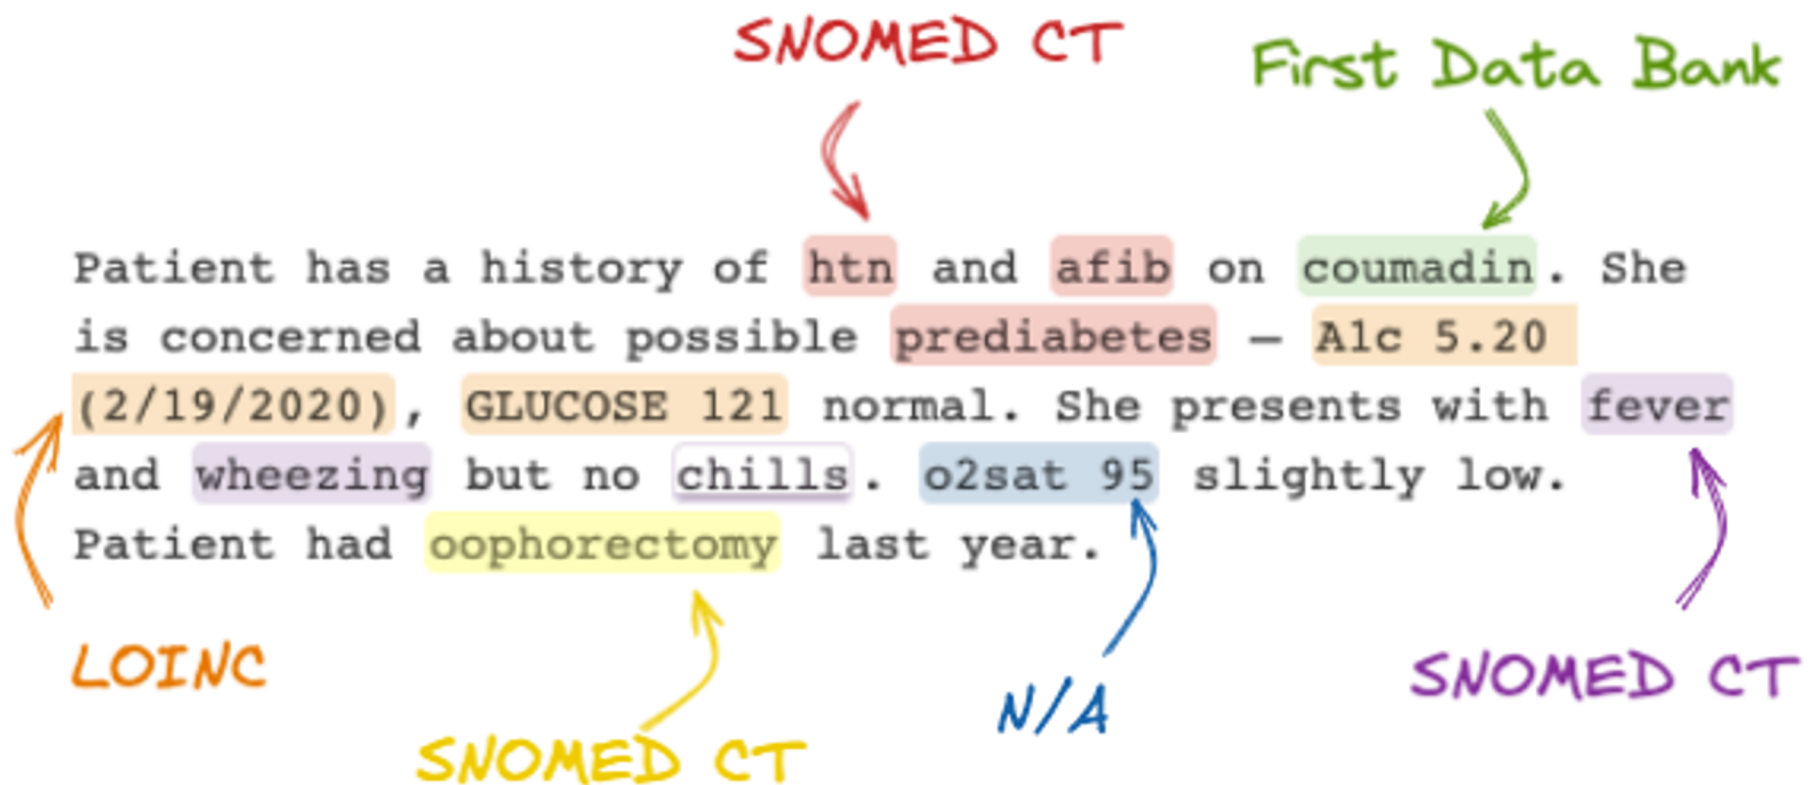 SNOMED CT
First Data Bank
Patient has a history of htn and afib on coumadin. She
is concerned about possible prediabetes – A1c 5.20
(2/19/2020), GLUCOSE 121 normal. She presents with fever
and wheezing but no chills. o2sat 95 slightly low.
Patient had oophorectomy last year.
LOINC
SNOMED CT
N/A
SNOMED CT